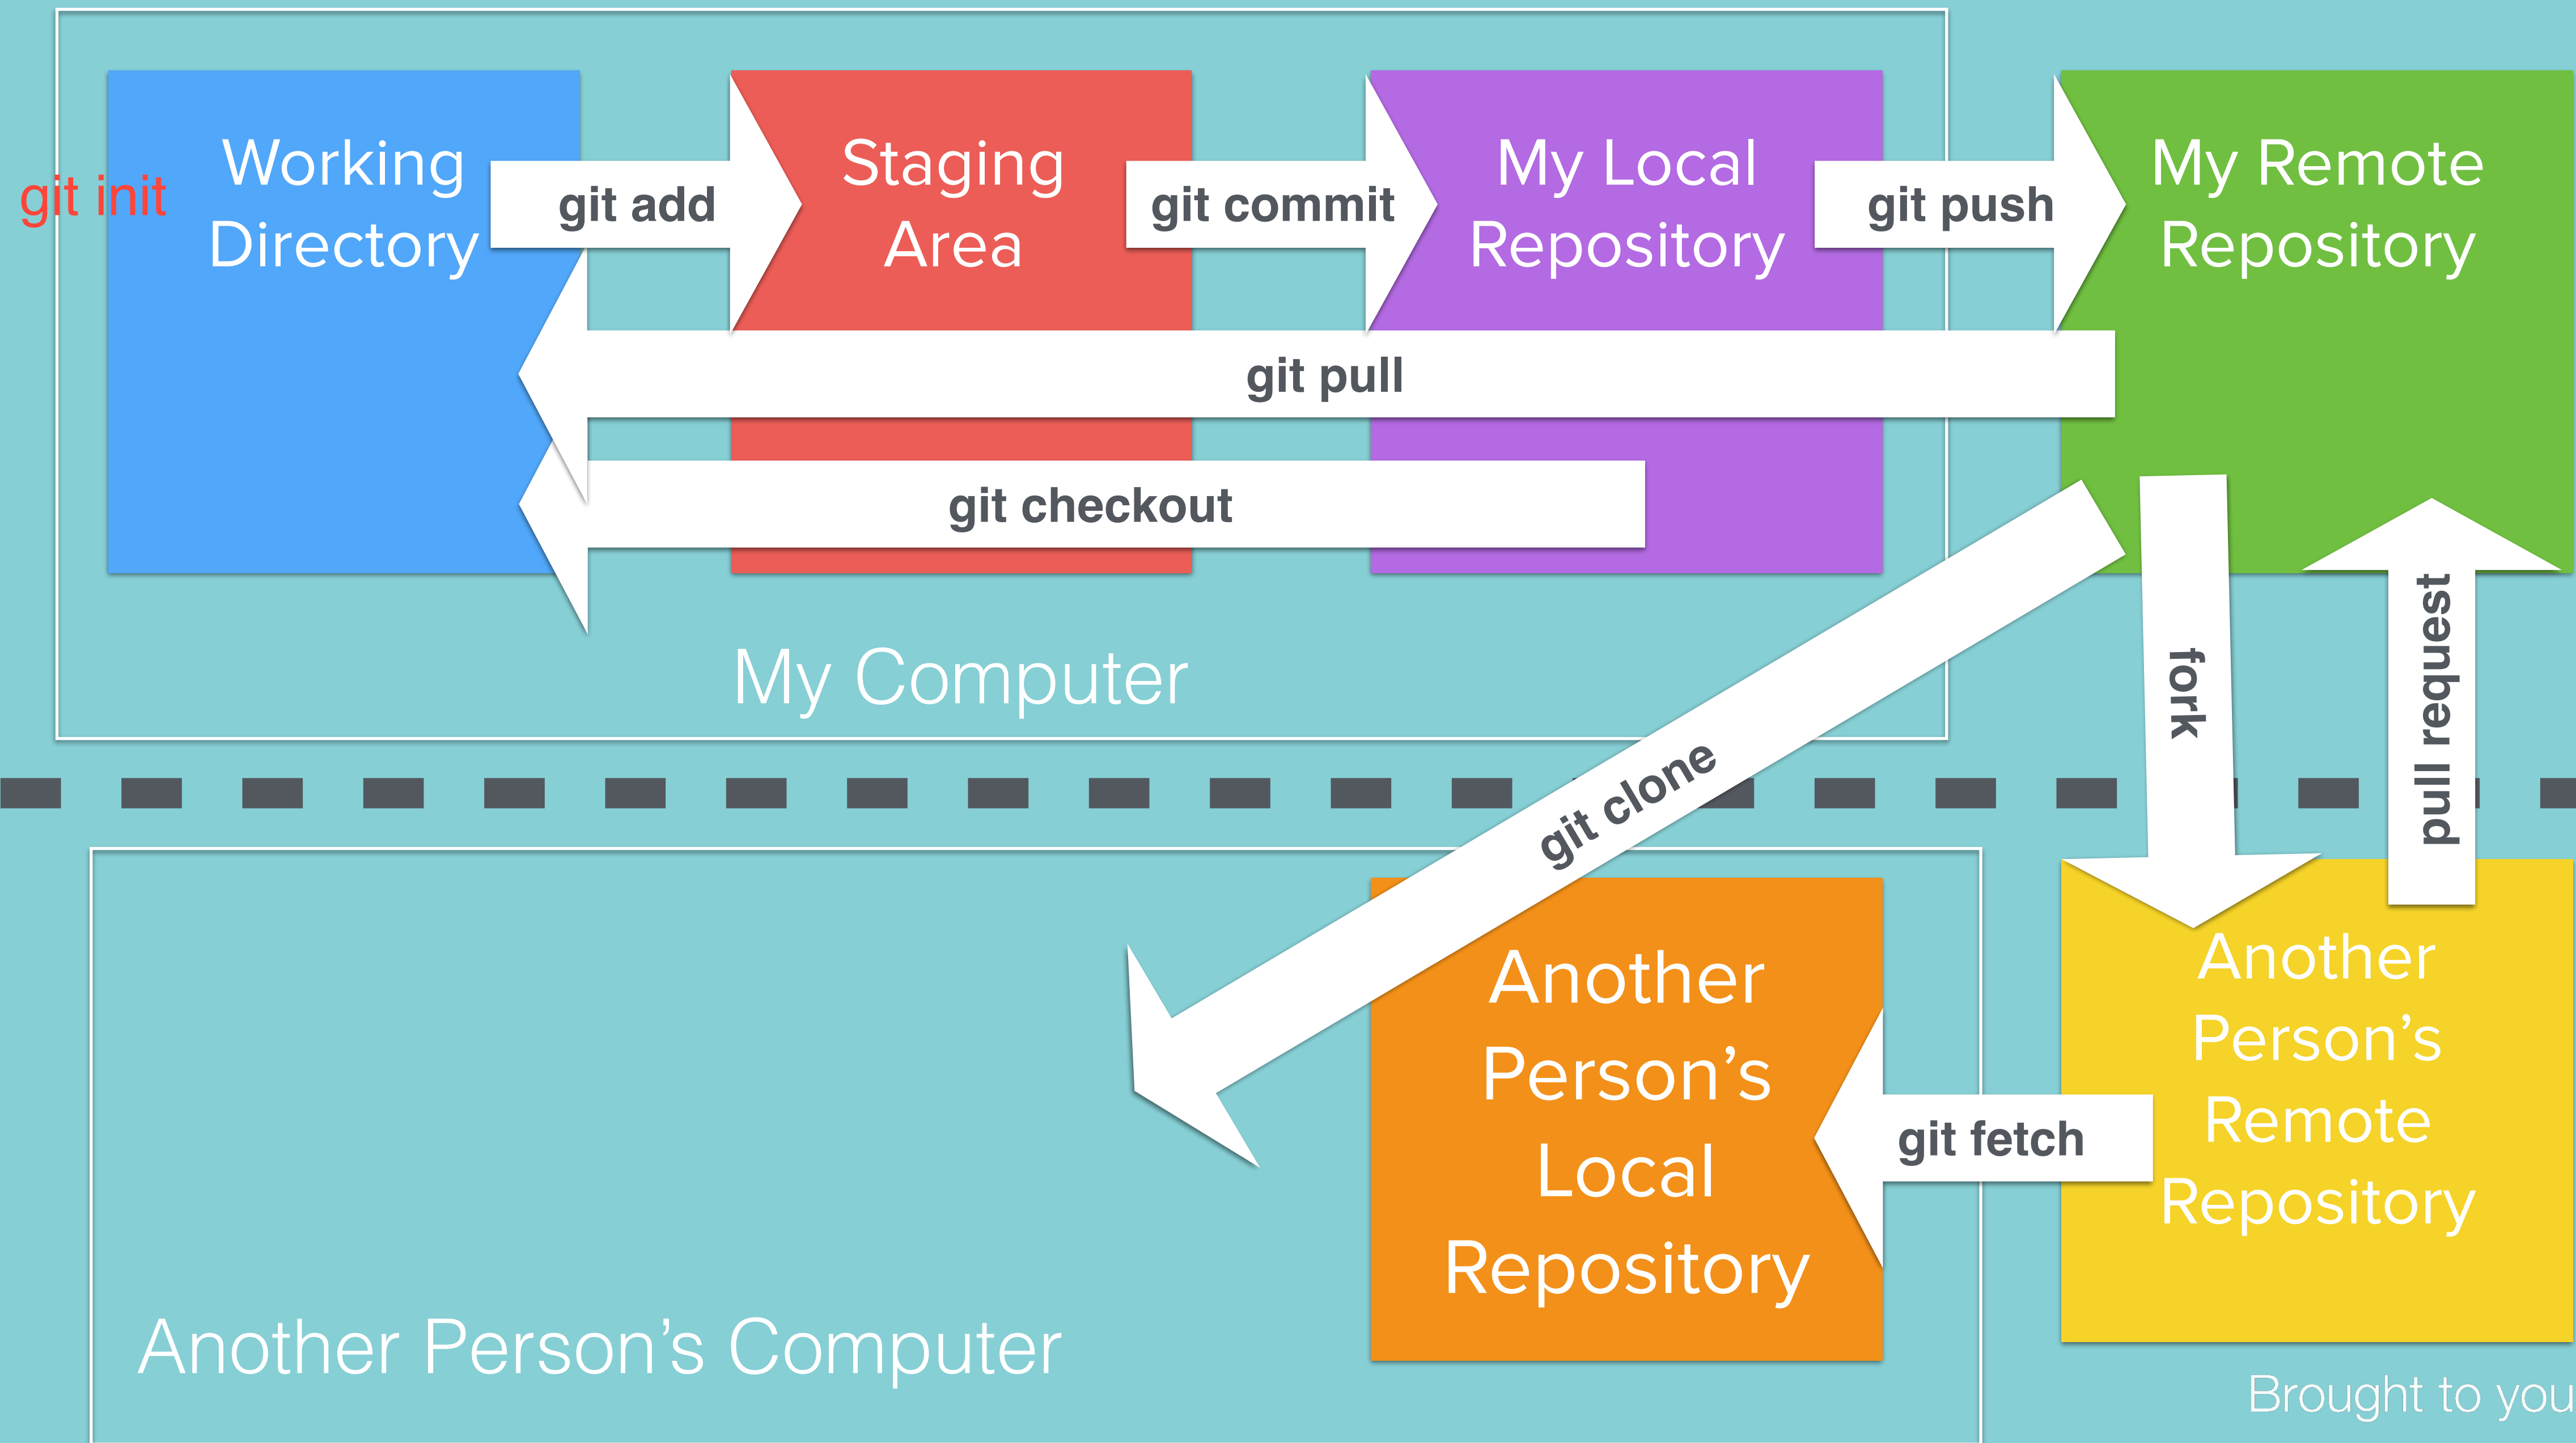 git init
Working
Directory
git add
Staging
Area
git commit
My Local
Repository
git push
My Remote
Repository
git pull
git checkout
My Computer
git clone
fork
pull request
Another
Person’s
Local
Repository
git fetch
Another
Person’s
Remote
Repository
Another Person’s Computer
Brought to you